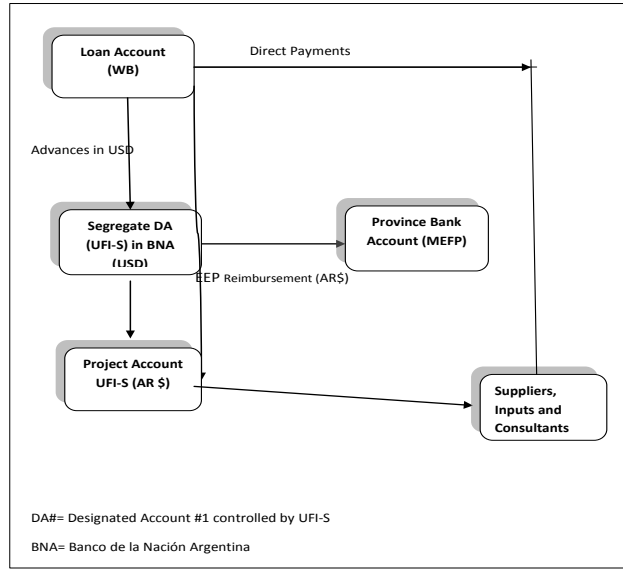 Loan Account
(WB)
Direct Payments
Advances in USD
Segregate DA
(UFI-S) in BNA
(USD)
Province Bank
Account (MEFP)
EEP Reimbursement (AR$)
Project Account
UFI-S (AR $)
Suppliers,
Inputs and
Consultants
DA#= Designated Account #1 controlled by UFI-S
BNA= Banco de la Nación Argentina